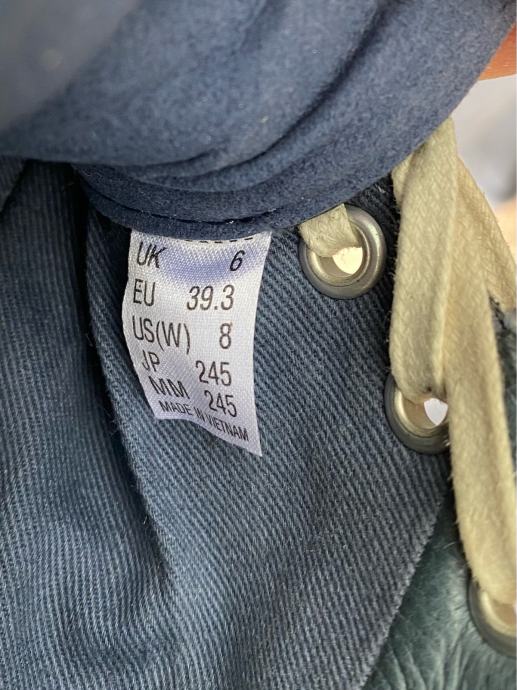 UK 6
EU 39.3
US(W) 8
JP 245
MM 245
MADE IN VIETNAM